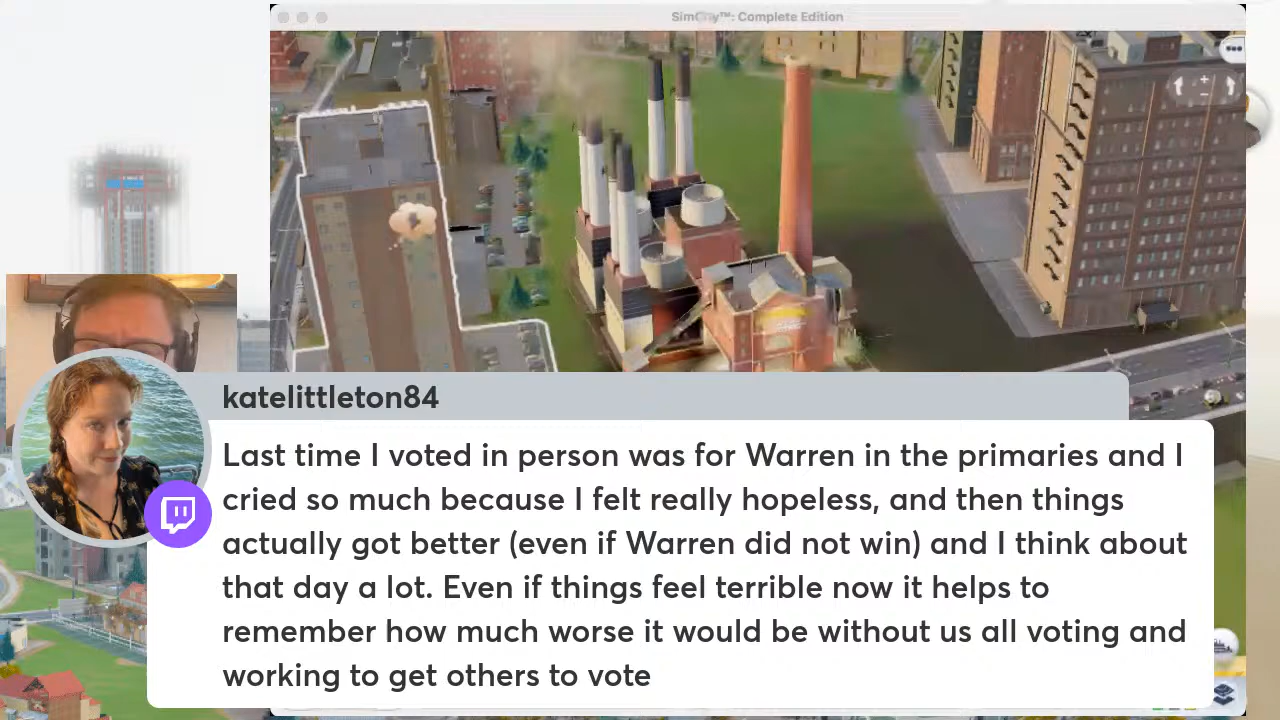 SimCity™: Complete Edition
katelittleton84
Last time I voted in person was for Warren in the primaries and I
cried so much because I felt really hopeless, and then things
actually got better (even if Warren did not win) and I think about
that day a lot. Even if things feel terrible now it helps to
remember how much worse it would be without us all voting and
working to get others to vote